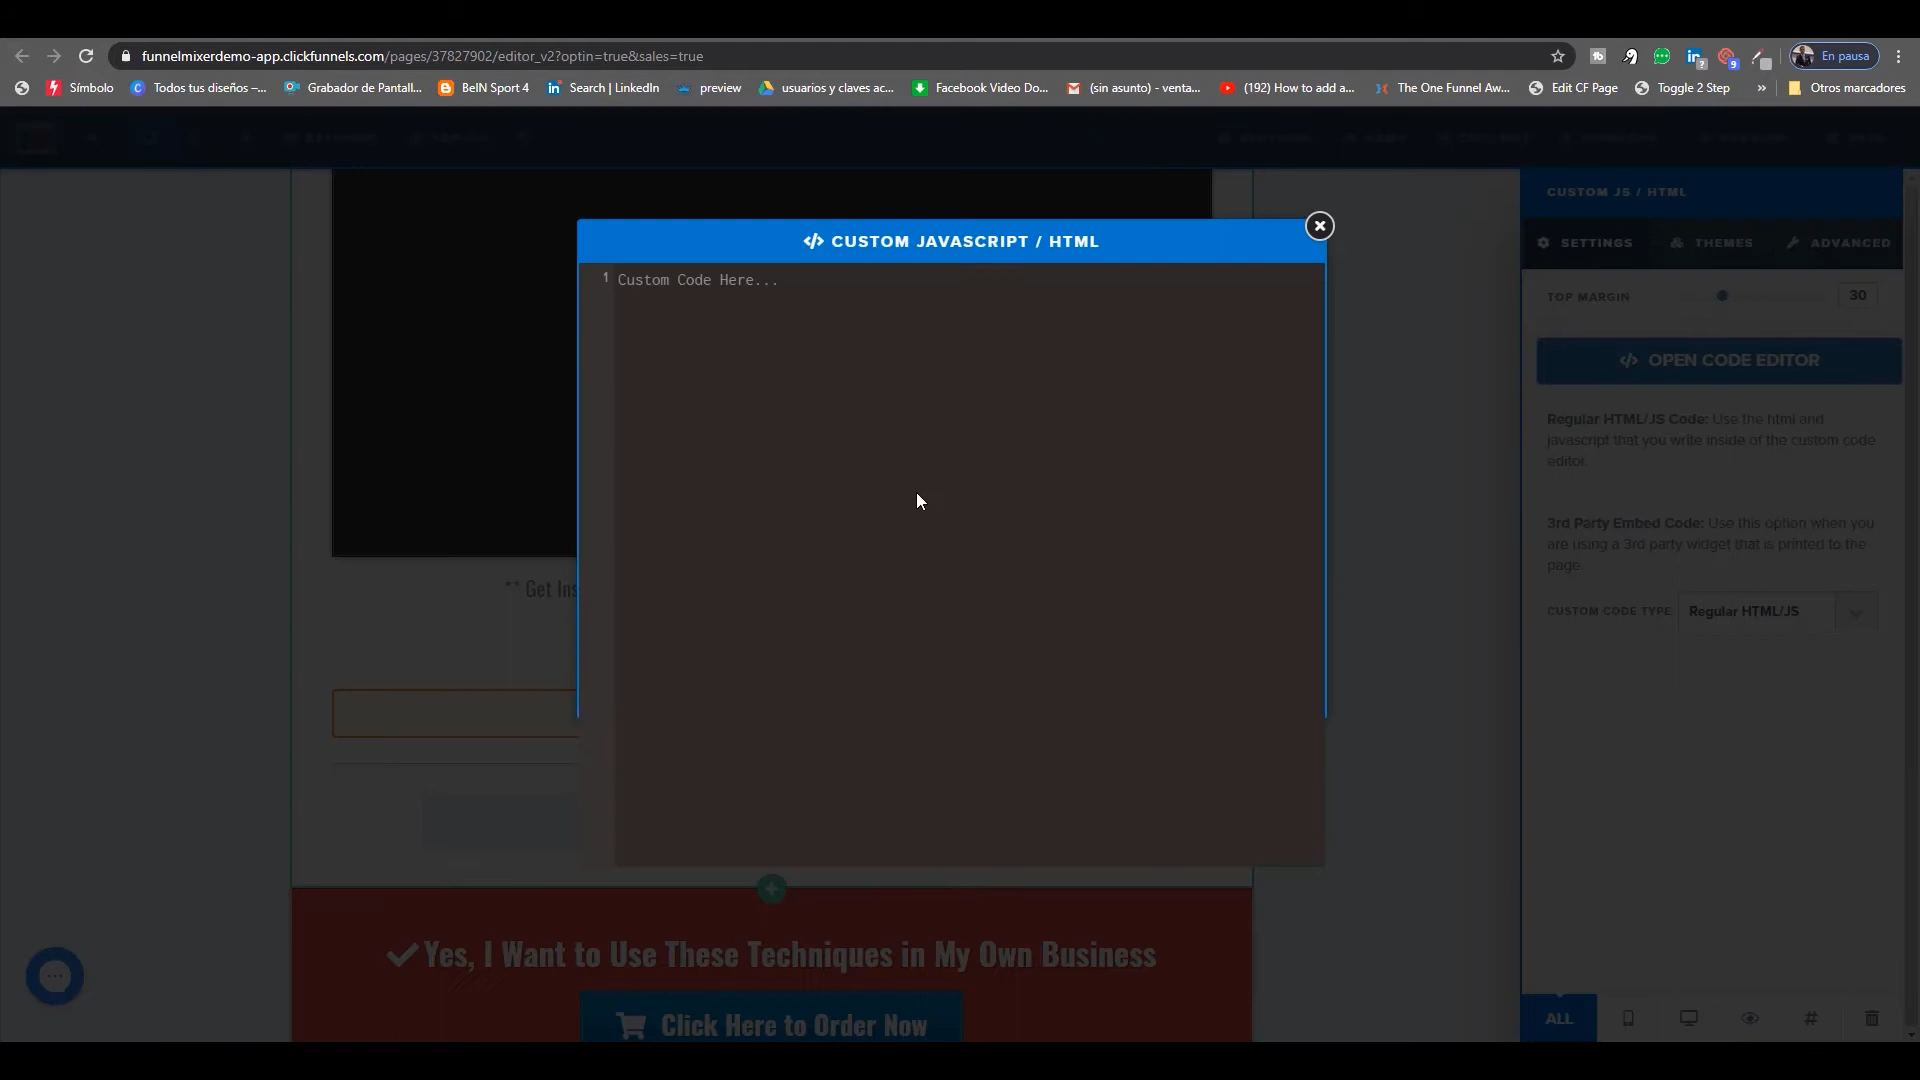 funnelmixerdemo-app.clickfunnels.com/pages/37827902/editor_v2?optin=true&sales=true
En pausa
Símbolo
Todos tus diseños –...
Grabador de Pantall...
BeIN Sport 4
Search | LinkedIn
preview
usuarios y claves ac...
Facebook Video Do...
(sin asunto) - venta...
(192) How to add a...
The One Funnel Aw...
Edit CF Page
Toggle 2 Step
»
Otros marcadores
CUSTOM JS / HTML
SETTINGS
THEMES
ADVANCED
TOP MARGIN
30
</> OPEN CODE EDITOR
Regular HTML/JS Code: Use the html and
javascript that you write inside of the custom code
editor.
3rd Party Embed Code: Use this option when you
are using a 3rd party widget that is printed to the
page.
CUSTOM CODE TYPE
Regular HTML/JS
</> CUSTOM JAVASCRIPT / HTML
1
Custom Code Here...
** Get Ins
Yes, I Want to Use These Techniques in My Own Business
Click Here to Order Now
ALL
#